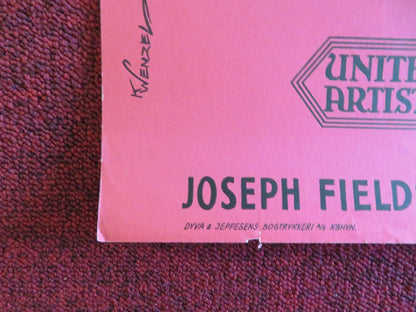 K. WENZEL
UNITE
ARTIST
JOSEPH FIELD
DYVA & JEPPESENS BOGTRYKKERI A/S KBHVN.